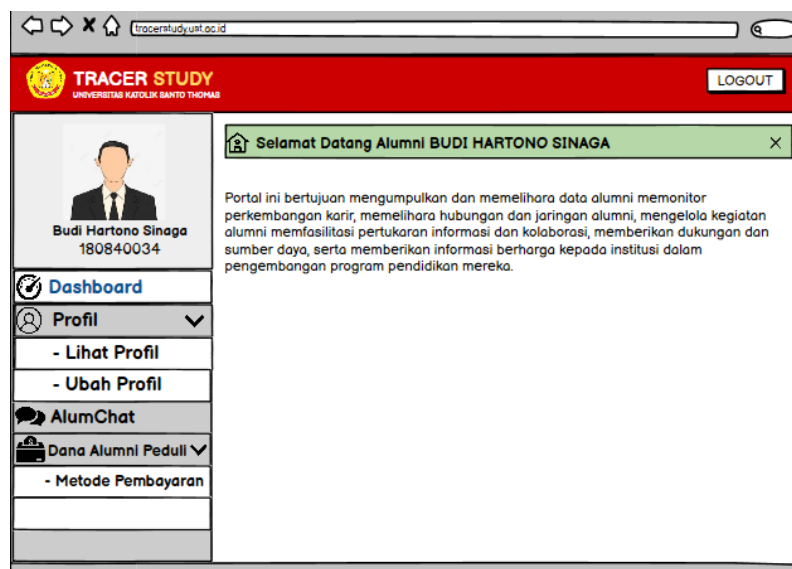 tracerstudy.ust.ac.id
TRACER STUDY
UNIVERSITAS KATOLIK SANTO THOMAS
LOGOUT
Budi Hartono Sinaga
180840034
Dashboard
Profil
- Lihat Profil
- Ubah Profil
AlumChat
Dana Alumni Peduli
- Metode Pembayaran
Selamat Datang Alumni BUDI HARTONO SINAGA
Portal ini bertujuan mengumpulkan dan memelihara data alumni memonitor
perkembangan karir, memelihara hubungan dan jaringan alumni, mengelola kegiatan
alumni memfasilitasi pertukaran informasi dan kolaborasi, memberikan dukungan dan
sumber daya, serta memberikan informasi berharga kepada institusi dalam
pengembangan program pendidikan mereka.